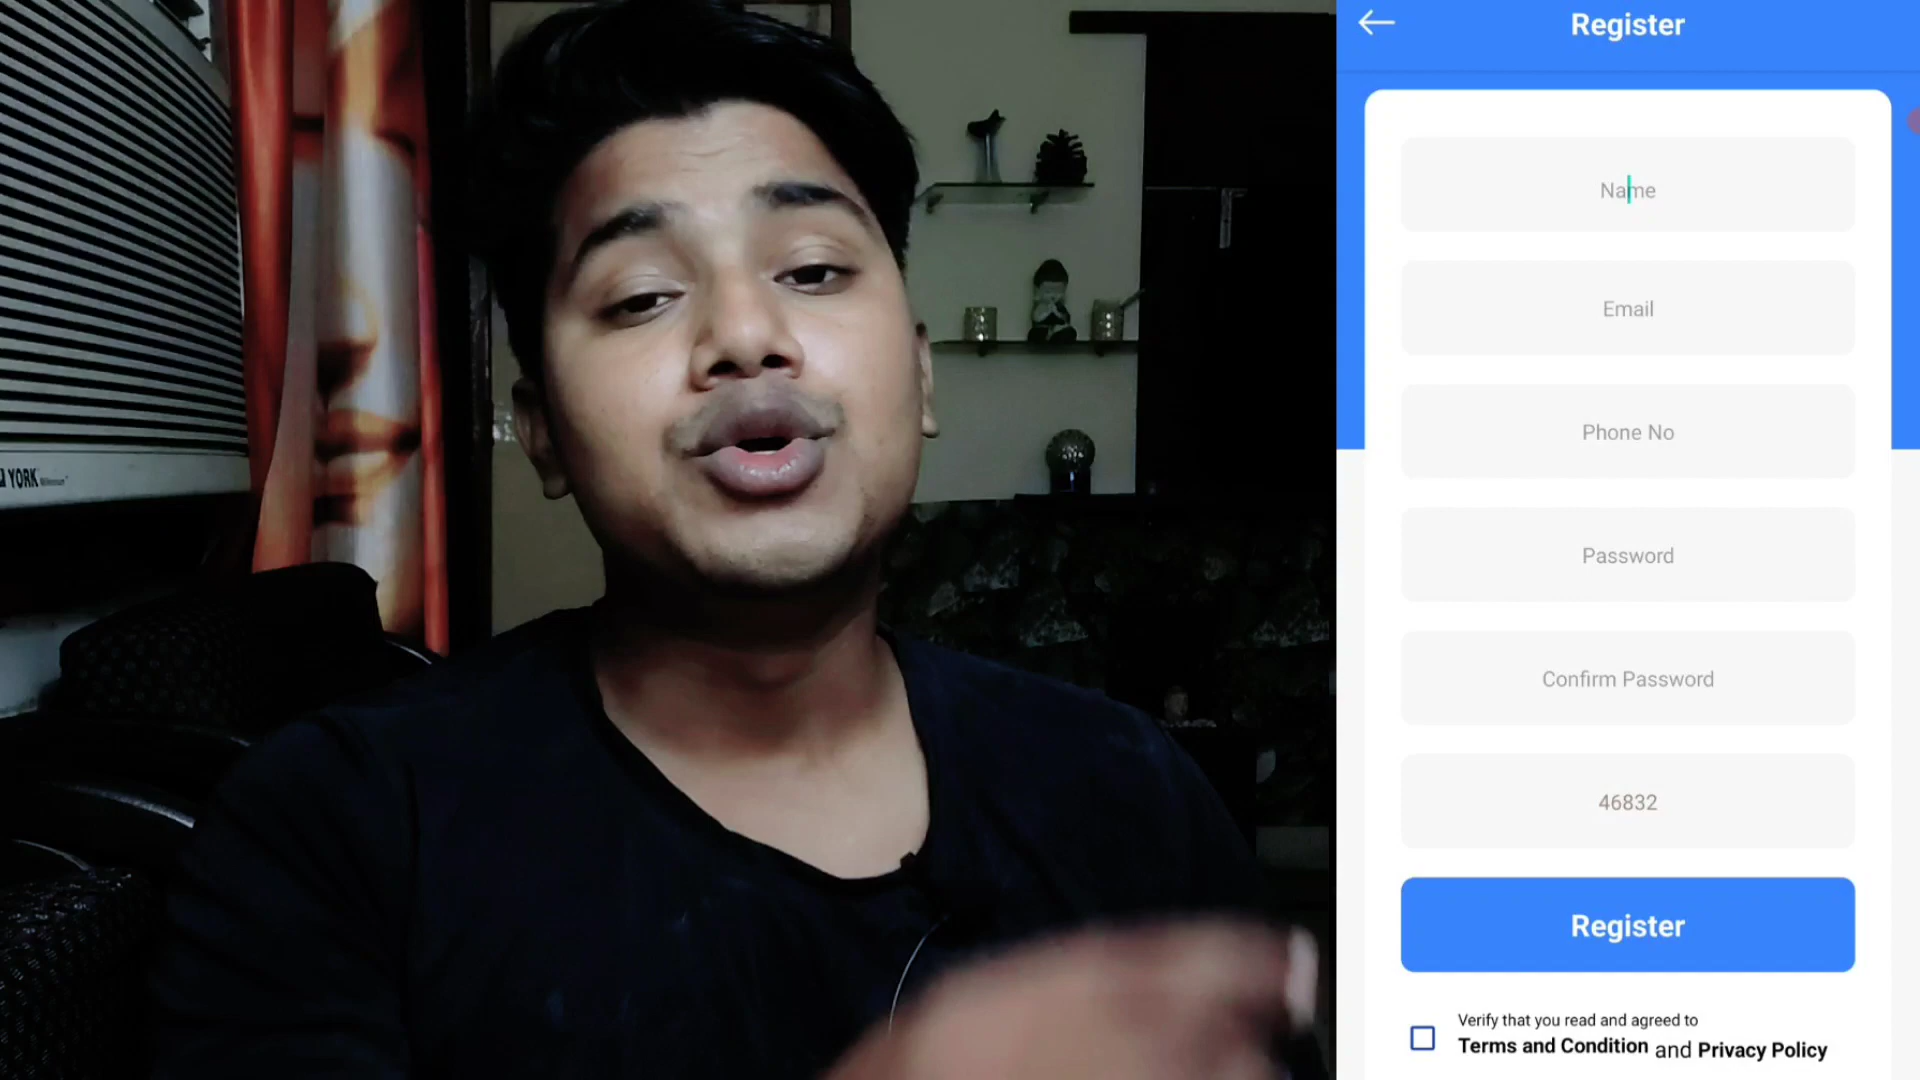 YORK
Register
Name
Email
Phone No
Password
Confirm Password
46832
Register
Verify that you read and agreed to
Terms and Condition and Privacy Policy